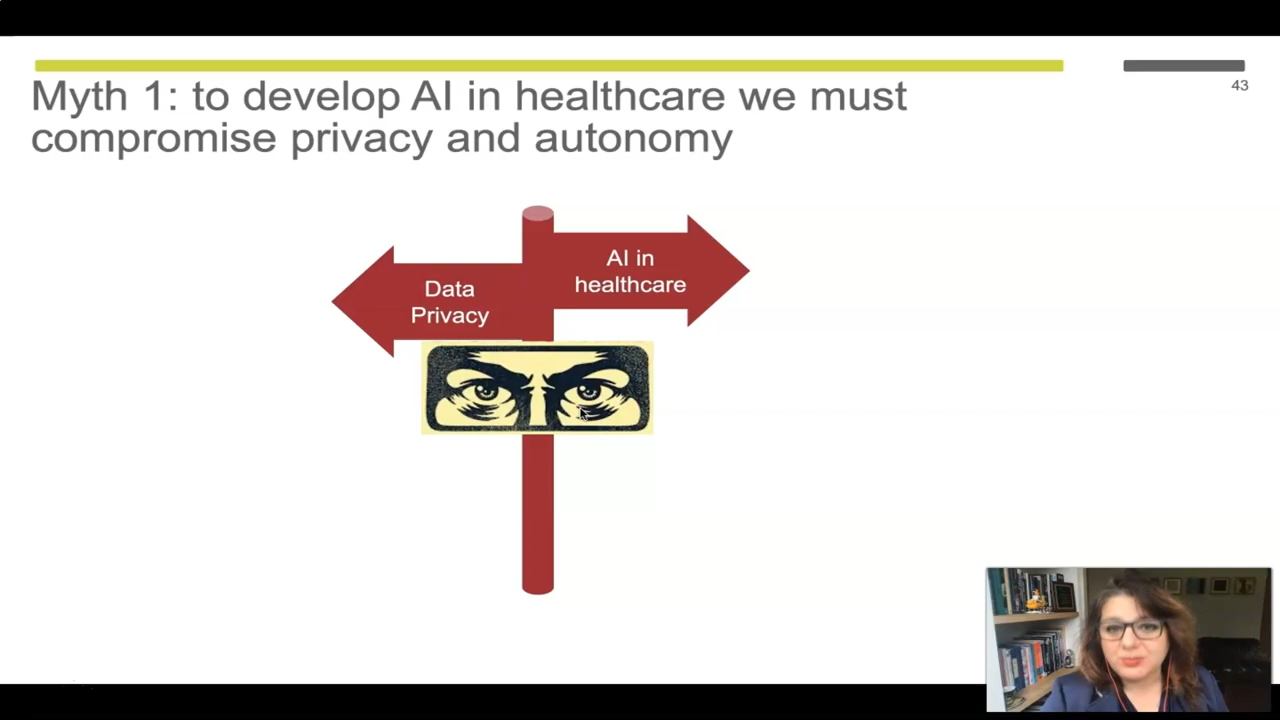 Myth 1: to develop AI in healthcare we must
compromise privacy and autonomy
43
AI in
healthcare
Data
Privacy